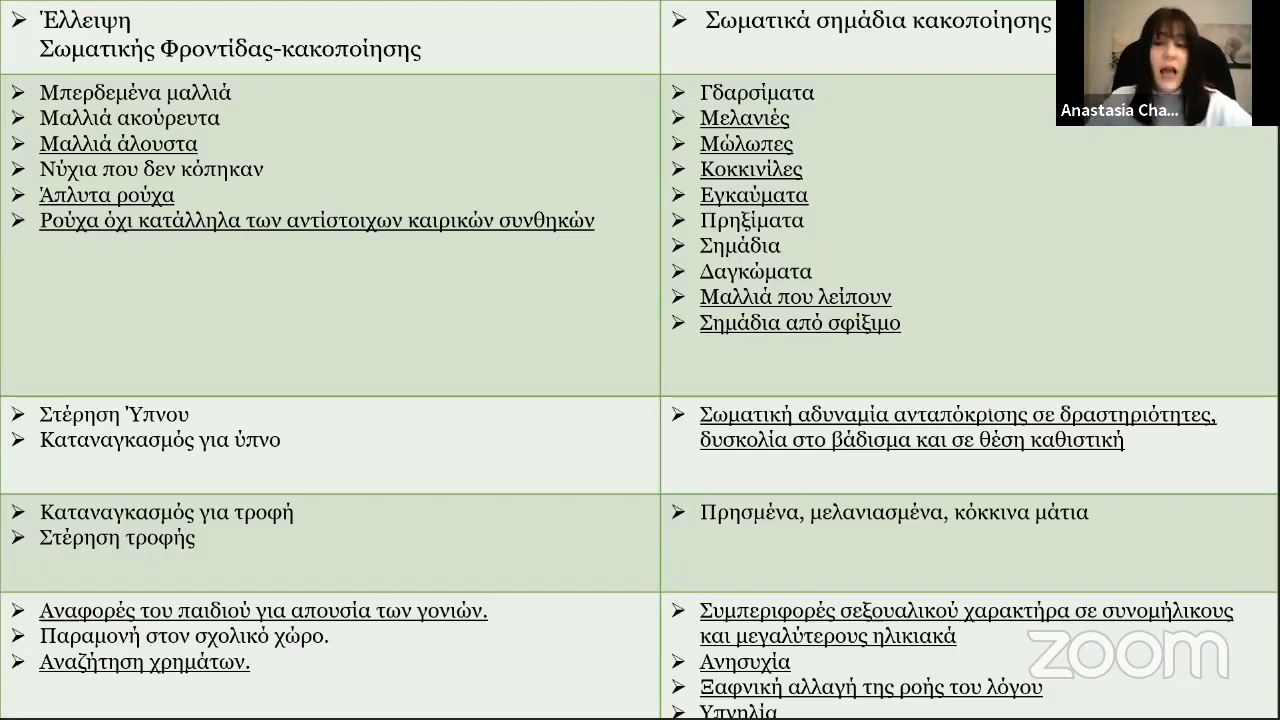 Έλλειψη
Σωματικής Φροντίδας-κακοποίησης
Σωματικά σημάδια κακοποίησης
Anastasia Cha...
Μπερδεμένα μαλλιά
Μαλλιά ακούρευτα
Μαλλιά άλουστα
Νύχια που δεν κόπηκαν
Άπλυτα ρούχα
Ρούχα όχι κατάλληλα των αντίστοιχων καιρικών συνθηκών
Γδαρσίματα
Μελανιές
Μώλωπες
Κοκκινίλες
Εγκαύματα
Πρηξίματα
Σημάδια
Δαγκώματα
Μαλλιά που λείπουν
Σημάδια από σφίξιμο
Στέρηση Ύπνου
Καταναγκασμός για ύπνο
Σωματική αδυναμία ανταπόκρισης σε δραστηριότητες,
δυσκολία στο βάδισμα και σε θέση καθιστική
Καταναγκασμός για τροφή
Στέρηση τροφής
Πρησμένα, μελανιασμένα, κόκκινα μάτια
Αναφορές του παιδιού για απουσία των γονιών.
Παραμονή στον σχολικό χώρο.
Αναζήτηση χρημάτων.
Συμπεριφορές σεξουαλικού χαρακτήρα σε συνομήλικους
και μεγαλύτερους ηλικιακά
Ανησυχία
Ξαφνική αλλαγή της ροής του λόγου
Υπνηλία
zoom